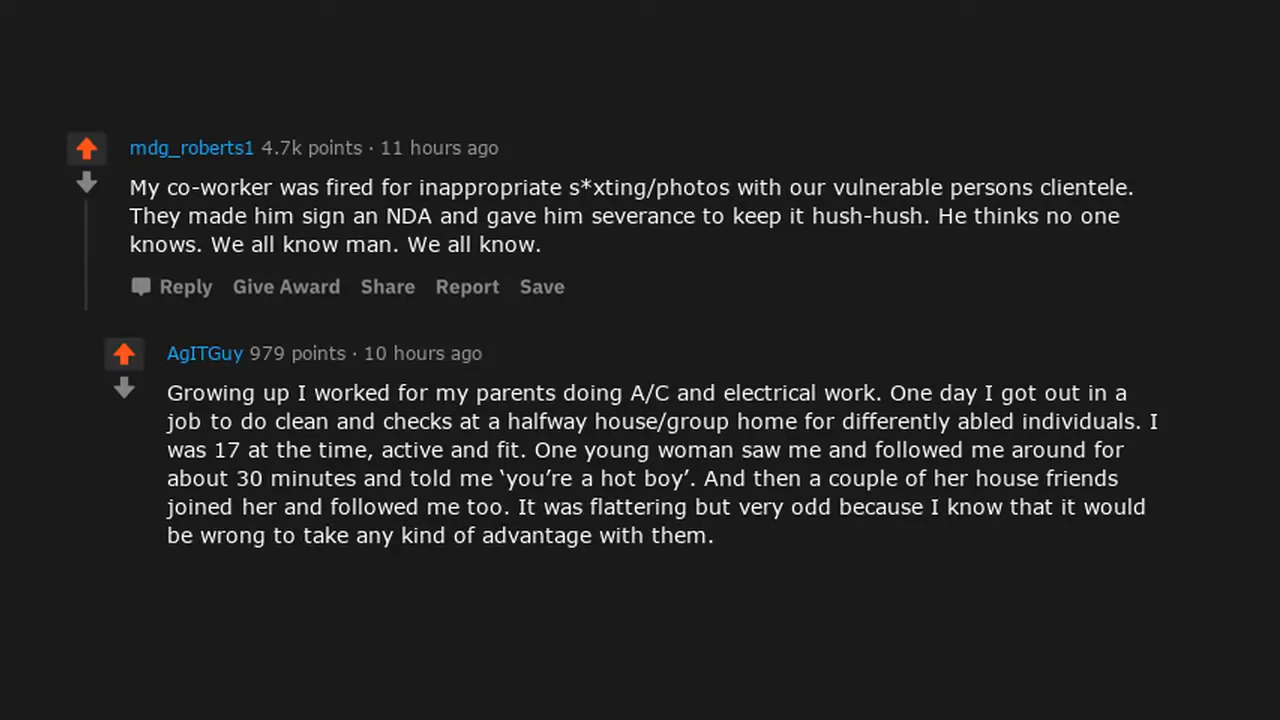 mdg_roberts1 4.7k points · 11 hours ago
My co-worker was fired for inappropriate s*xting/photos with our vulnerable persons clientele.
They made him sign an NDA and gave him severance to keep it hush-hush. He thinks no one
knows. We all know man. We all know.
Reply Give Award Share Report Save
AgITGuy 979 points · 10 hours ago
Growing up I worked for my parents doing A/C and electrical work. One day I got out in a
job to do clean and checks at a halfway house/group home for differently abled individuals. I
was 17 at the time, active and fit. One young woman saw me and followed me around for
about 30 minutes and told me ‘you’re a hot boy’. And then a couple of her house friends
joined her and followed me too. It was flattering but very odd because I know that it would
be wrong to take any kind of advantage with them.